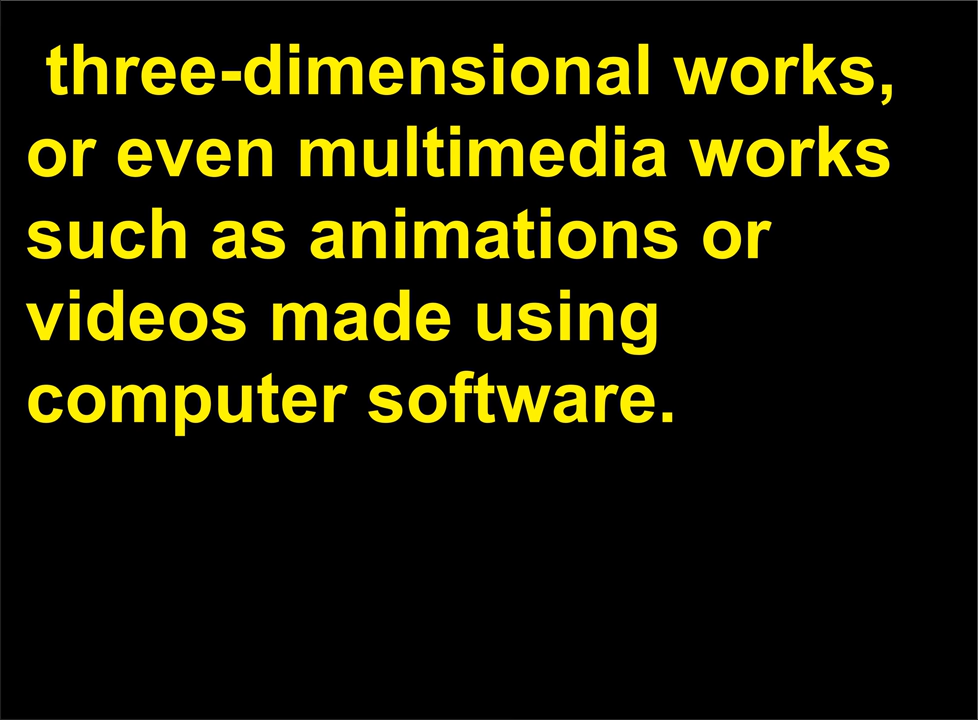 three-dimensional works,
or even multimedia works
such as animations or
videos made using
computer software.